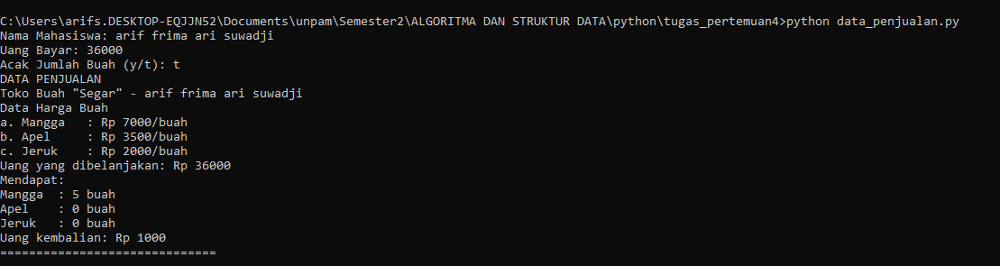 C:\Users\arifs.DESKTOP-EQJJN52\Documents\unpam\Semester2\ALGORITMA DAN STRUKTUR DATA\python\tugas_pertemuan4>python data_penjualan.py
Nama Mahasiswa: arif frima ari suwadji
Uang Bayar: 36000
Acak Jumlah Buah (y/t): t
DATA PENJUALAN
Toko Buah "Segar" - arif frima ari suwadji
Data Harga Buah
a. Mangga   : Rp 7000/buah
b. Apel     : Rp 3500/buah
c. Jeruk    : Rp 2000/buah
Uang yang dibelanjakan: Rp 36000
Mendapat:
Mangga  : 5 buah
Apel    : 0 buah
Jeruk   : 0 buah
Uang kembalian: Rp 1000
==============================